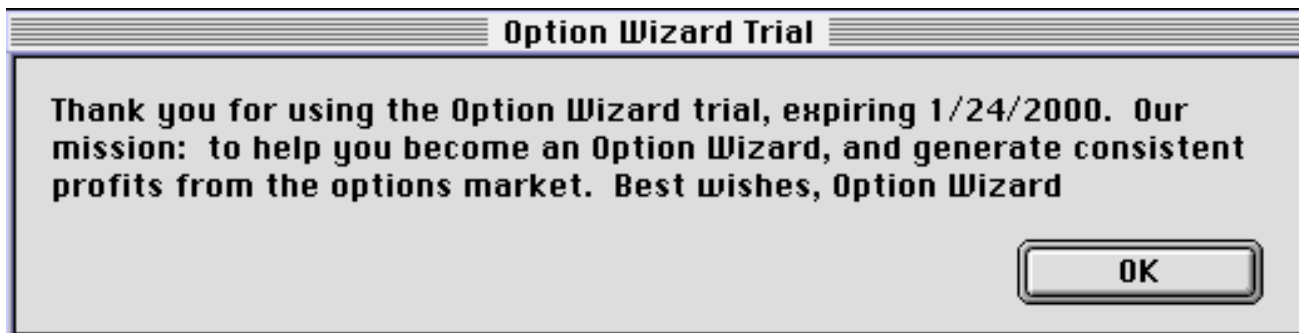 Option Wizard Trial
Thank you for using the Option Wizard trial, expiring 1/24/2000.  Our
mission:  to help you become an Option Wizard, and generate consistent
profits from the options market.  Best wishes, Option Wizard
OK